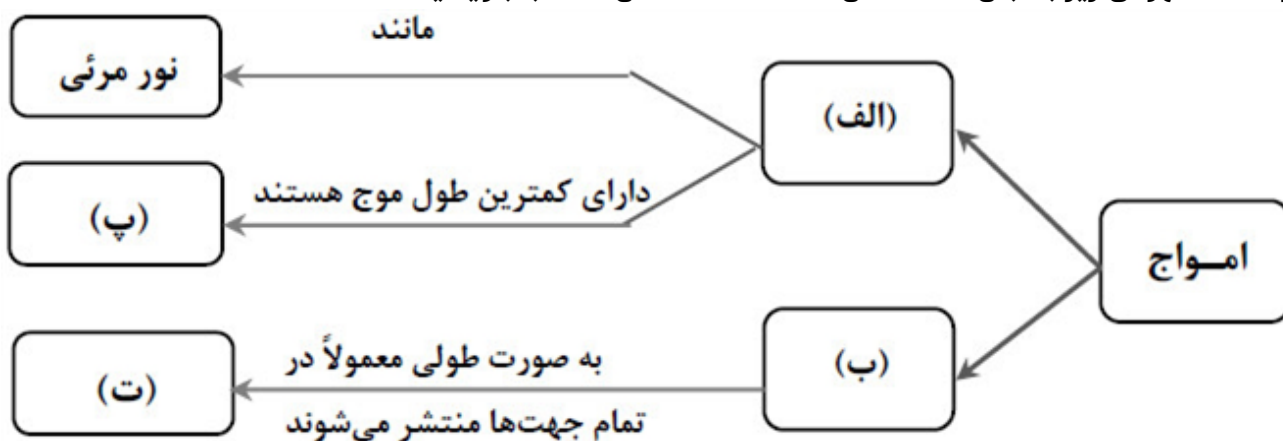 امـواج
(الف)
(ب)
مانند
نور مرئی
دارای کمترین طول موج هستند
(پ)
به صورت طولی معمولاً در
تمام جهت‌ها منتشر می‌شوند
(ت)